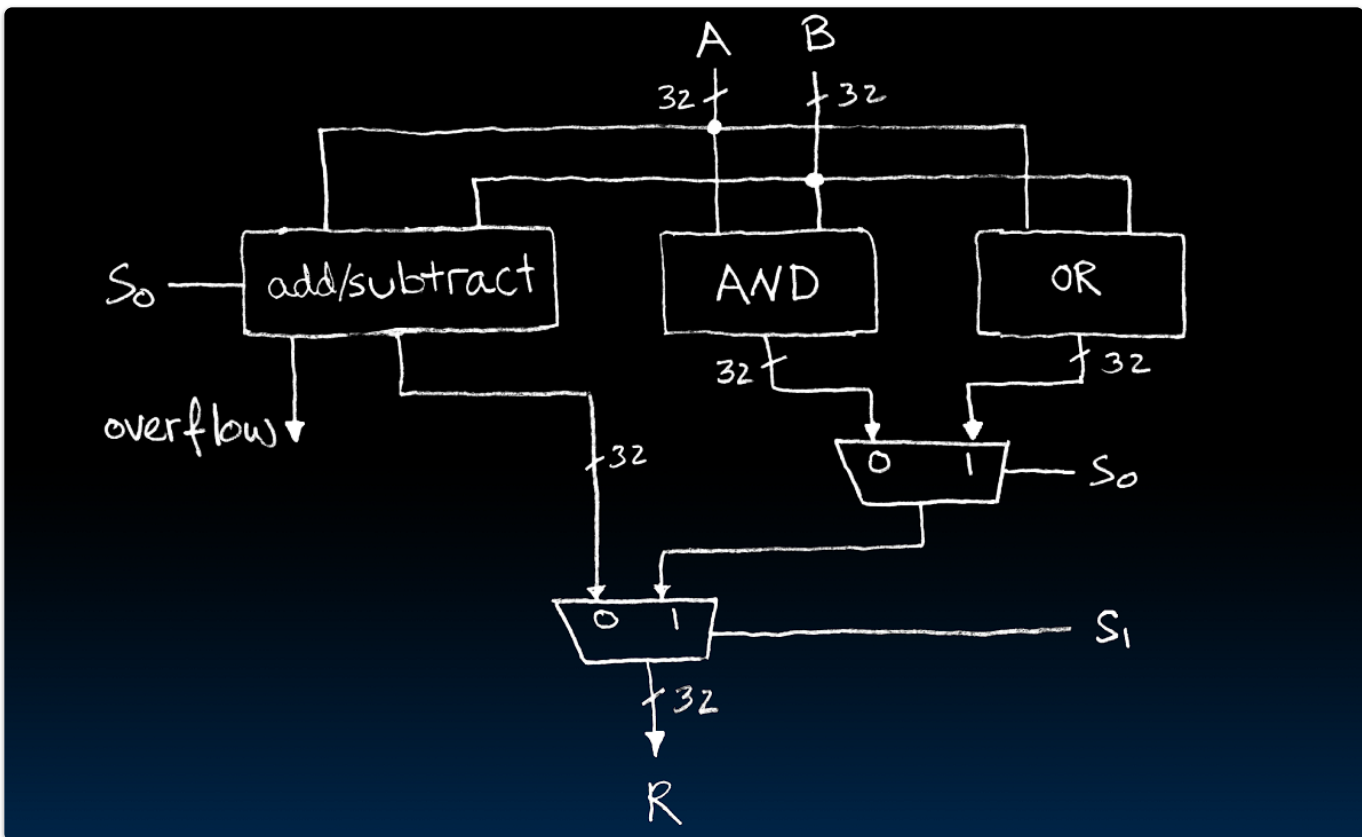 A B
32 32
S₀ add/subtract AND OR
32 32
overflow
32
0 1 S₀
0 1 S₁
32
R